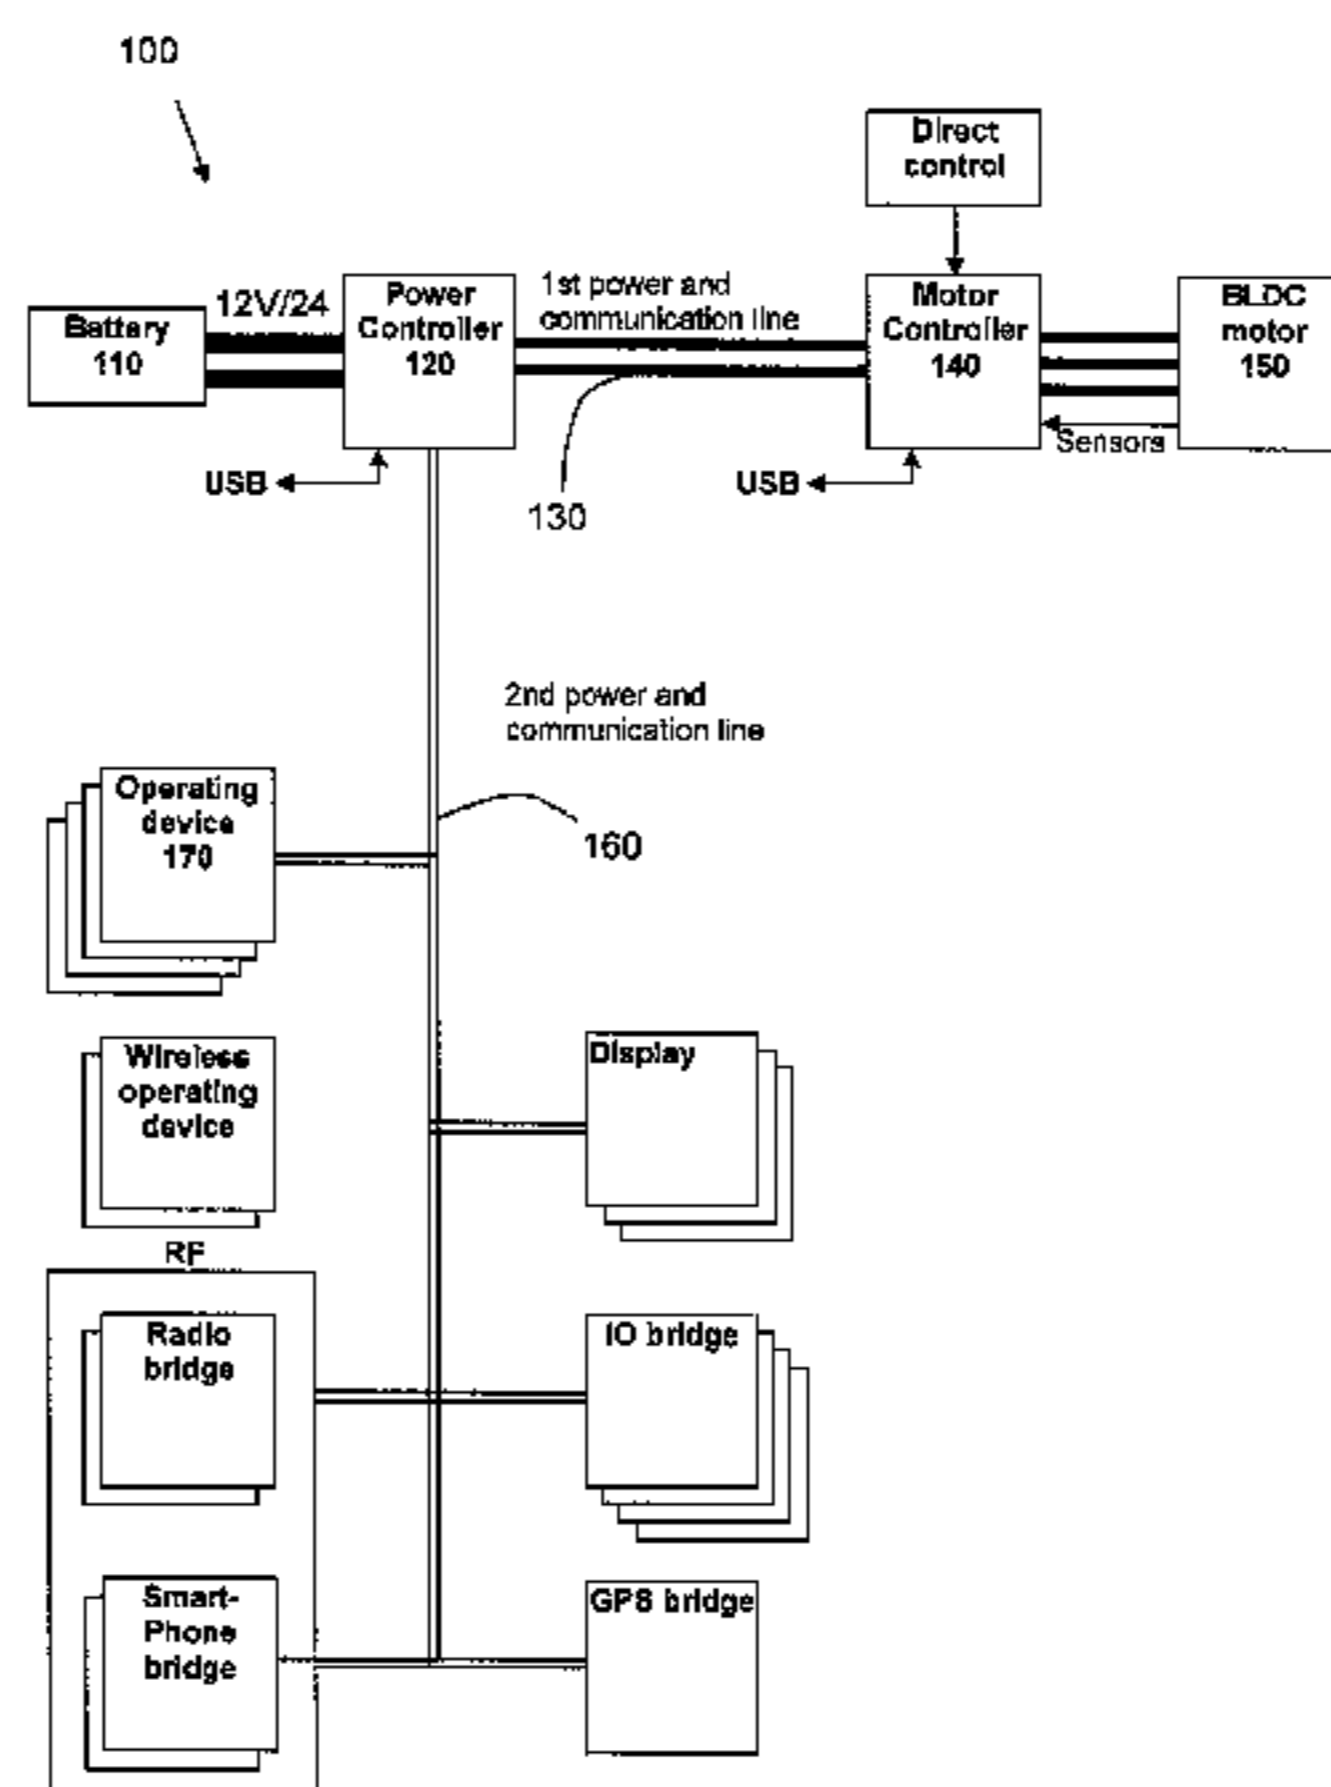 100
Direct
control
12V/24
Battery
110
Power
Controller
120
1st power and
communication line
Motor
Controller
140
BLDC
motor
150
Sensors
USB
USB
130
2nd power and
communication line
160
Operating
device
170
Wireless
operating
device
Display
RF
Radio
bridge
IO bridge
Smart-
Phone
bridge
GPS bridge